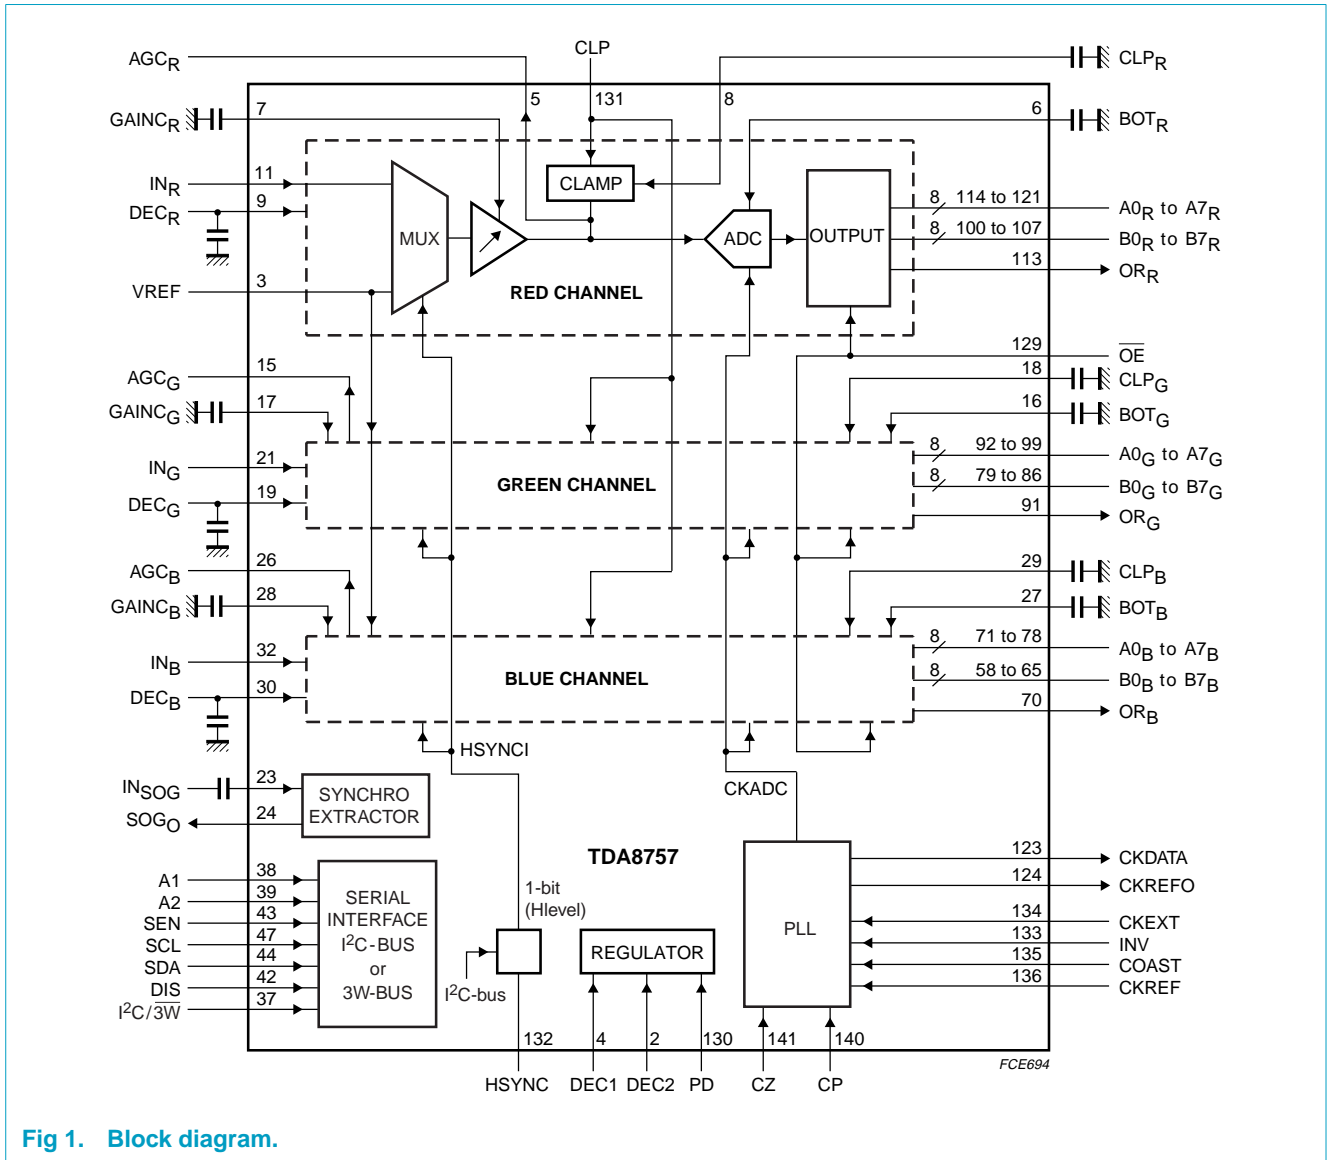 CLP
AGCR
CLPR
5
131
8
7
6
GAINCR
BOTR
11
INR
CLAMP
9
DECR
8
114 to 121
A0R to A7R
MUX
ADC
OUTPUT
8
100 to 107
B0R to B7R
113
ORR
3
VREF
RED CHANNEL
129
OE
15
AGCG
18
CLPG
17
GAINCG
16
BOTG
8
92 to 99
A0G to A7G
21
ING
8
79 to 86
B0G to B7G
GREEN CHANNEL
19
DECG
91
ORG
26
AGCB
29
CLPB
28
GAINCB
27
BOTB
8
71 to 78
A0B to A7B
32
INB
8
58 to 65
B0B to B7B
BLUE CHANNEL
30
DECB
70
ORB
HSYNCI
23
INSOG
CKADC
24
SOGO
SYNCHRO
EXTRACTOR
TDA8757
123
CKDATA
124
CKREFO
38
A1
39
A2
43
SEN
47
SCL
44
SDA
42
DIS
37
I2C/3W
SERIAL
INTERFACE
I2C-BUS
or
3W-BUS
1-bit
(Hlevel)
I2C-bus
REGULATOR
PLL
134
CKEXT
133
INV
135
COAST
136
CKREF
132
4
2
130
141
140
HSYNC
DEC1
DEC2
PD
CZ
CP
FCE694
Fig 1. Block diagram.